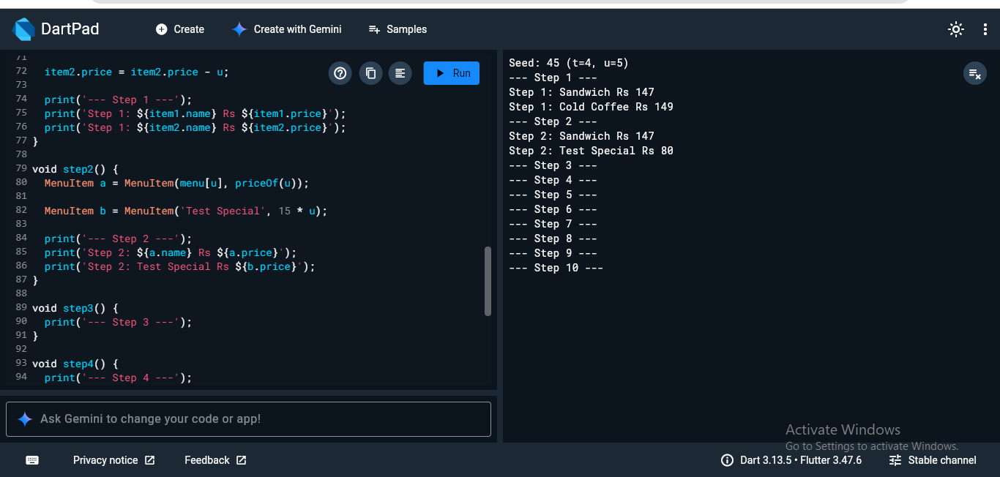 DartPad
Create
Create with Gemini
Samples
71
72 item2.price = item2.price - u;
Run
73
74 print('--- Step 1 ---');
75 print('Step 1: ${item1.name} Rs ${item1.price}');
76 print('Step 1: ${item2.name} Rs ${item2.price}');
77 }
78
79 void step2() {
80 MenuItem a = MenuItem(menu[u], priceOf(u));
81
82 MenuItem b = MenuItem('Test Special', 15 * u);
83
84 print('--- Step 2 ---');
85 print('Step 2: ${a.name} Rs ${a.price}');
86 print('Step 2: Test Special Rs ${b.price}');
87 }
88
89 void step3() {
90 print('--- Step 3 ---');
91 }
92
93 void step4() {
94 print('--- Step 4 ---');
Ask Gemini to change your code or app!
Seed: 45 (t=4, u=5)
--- Step 1 ---
Step 1: Sandwich Rs 147
Step 1: Cold Coffee Rs 149
--- Step 2 ---
Step 2: Sandwich Rs 147
Step 2: Test Special Rs 80
--- Step 3 ---
--- Step 4 ---
--- Step 5 ---
--- Step 6 ---
--- Step 7 ---
--- Step 8 ---
--- Step 9 ---
--- Step 10 ---
Activate Windows
Go to Settings to activate Windows.
Privacy notice
Feedback
Dart 3.13.5 • Flutter 3.47.6
Stable channel